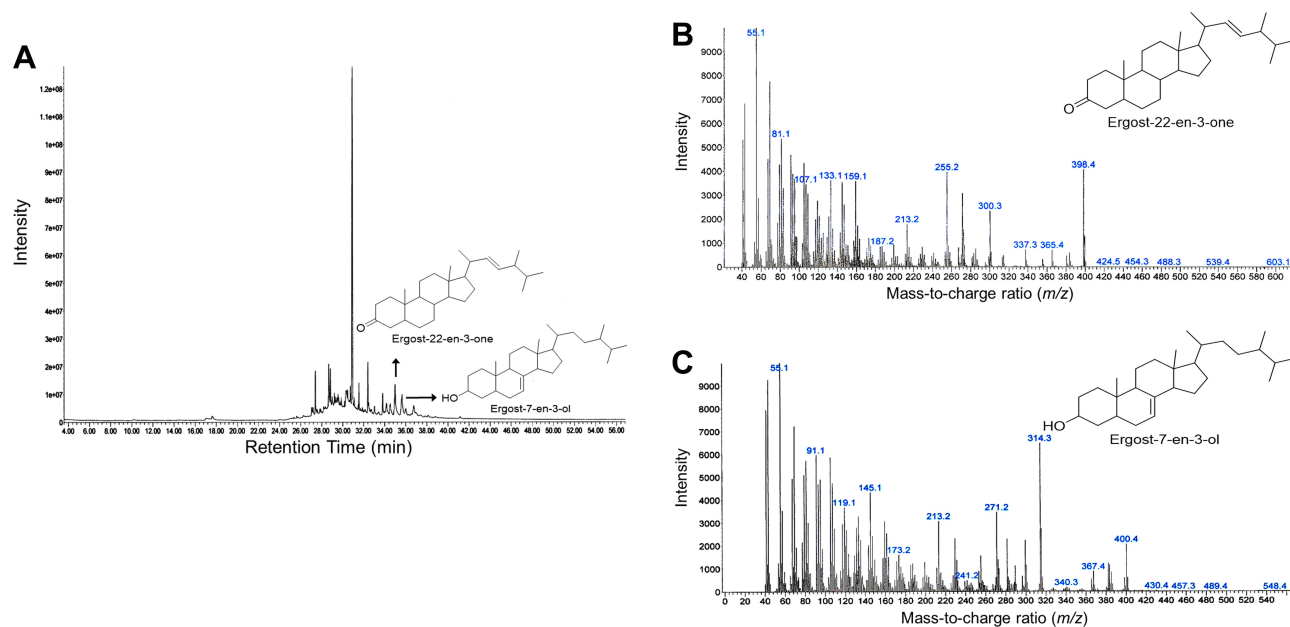 A
Intensity
1.2e+08
1.1e+08
1e+08
9e+07
8e+07
7e+07
6e+07
5e+07
4e+07
3e+07
2e+07
1e+07
0
4.00 6.00 8.00 10.00 12.00 14.00 16.00 18.00 20.00 22.00 24.00 26.00 28.00 30.00 32.00 34.00 36.00 38.00 40.00 42.00 44.00 46.00 48.00 50.00 52.00 54.00 56.00
Retention Time (min)
O
Ergost-22-en-3-one
HO
Ergost-7-en-3-ol
B
Intensity
9000
8000
7000
6000
5000
4000
3000
2000
1000
0
55.1
81.1
107.1
133.1
159.1
187.2
213.2
255.2
300.3
337.3
365.4
398.4
424.5
454.3
488.3
539.4
603.1
20 40 60 80 100 120 140 160 180 200 220 240 260 280 300 320 340 360 380 400 420 440 460 480 500 520 540 560 580 600
Mass-to-charge ratio (m/z)
O
Ergost-22-en-3-one
C
Intensity
9000
8000
7000
6000
5000
4000
3000
2000
1000
0
55.1
91.1
119.1
145.1
173.2
213.2
241.2
271.2
314.3
340.3
367.4
400.4
430.4
457.3
489.4
548.4
0 20 40 60 80 100 120 140 160 180 200 220 240 260 280 300 320 340 360 380 400 420 440 460 480 500 520 540
Mass-to-charge ratio (m/z)
HO
Ergost-7-en-3-ol